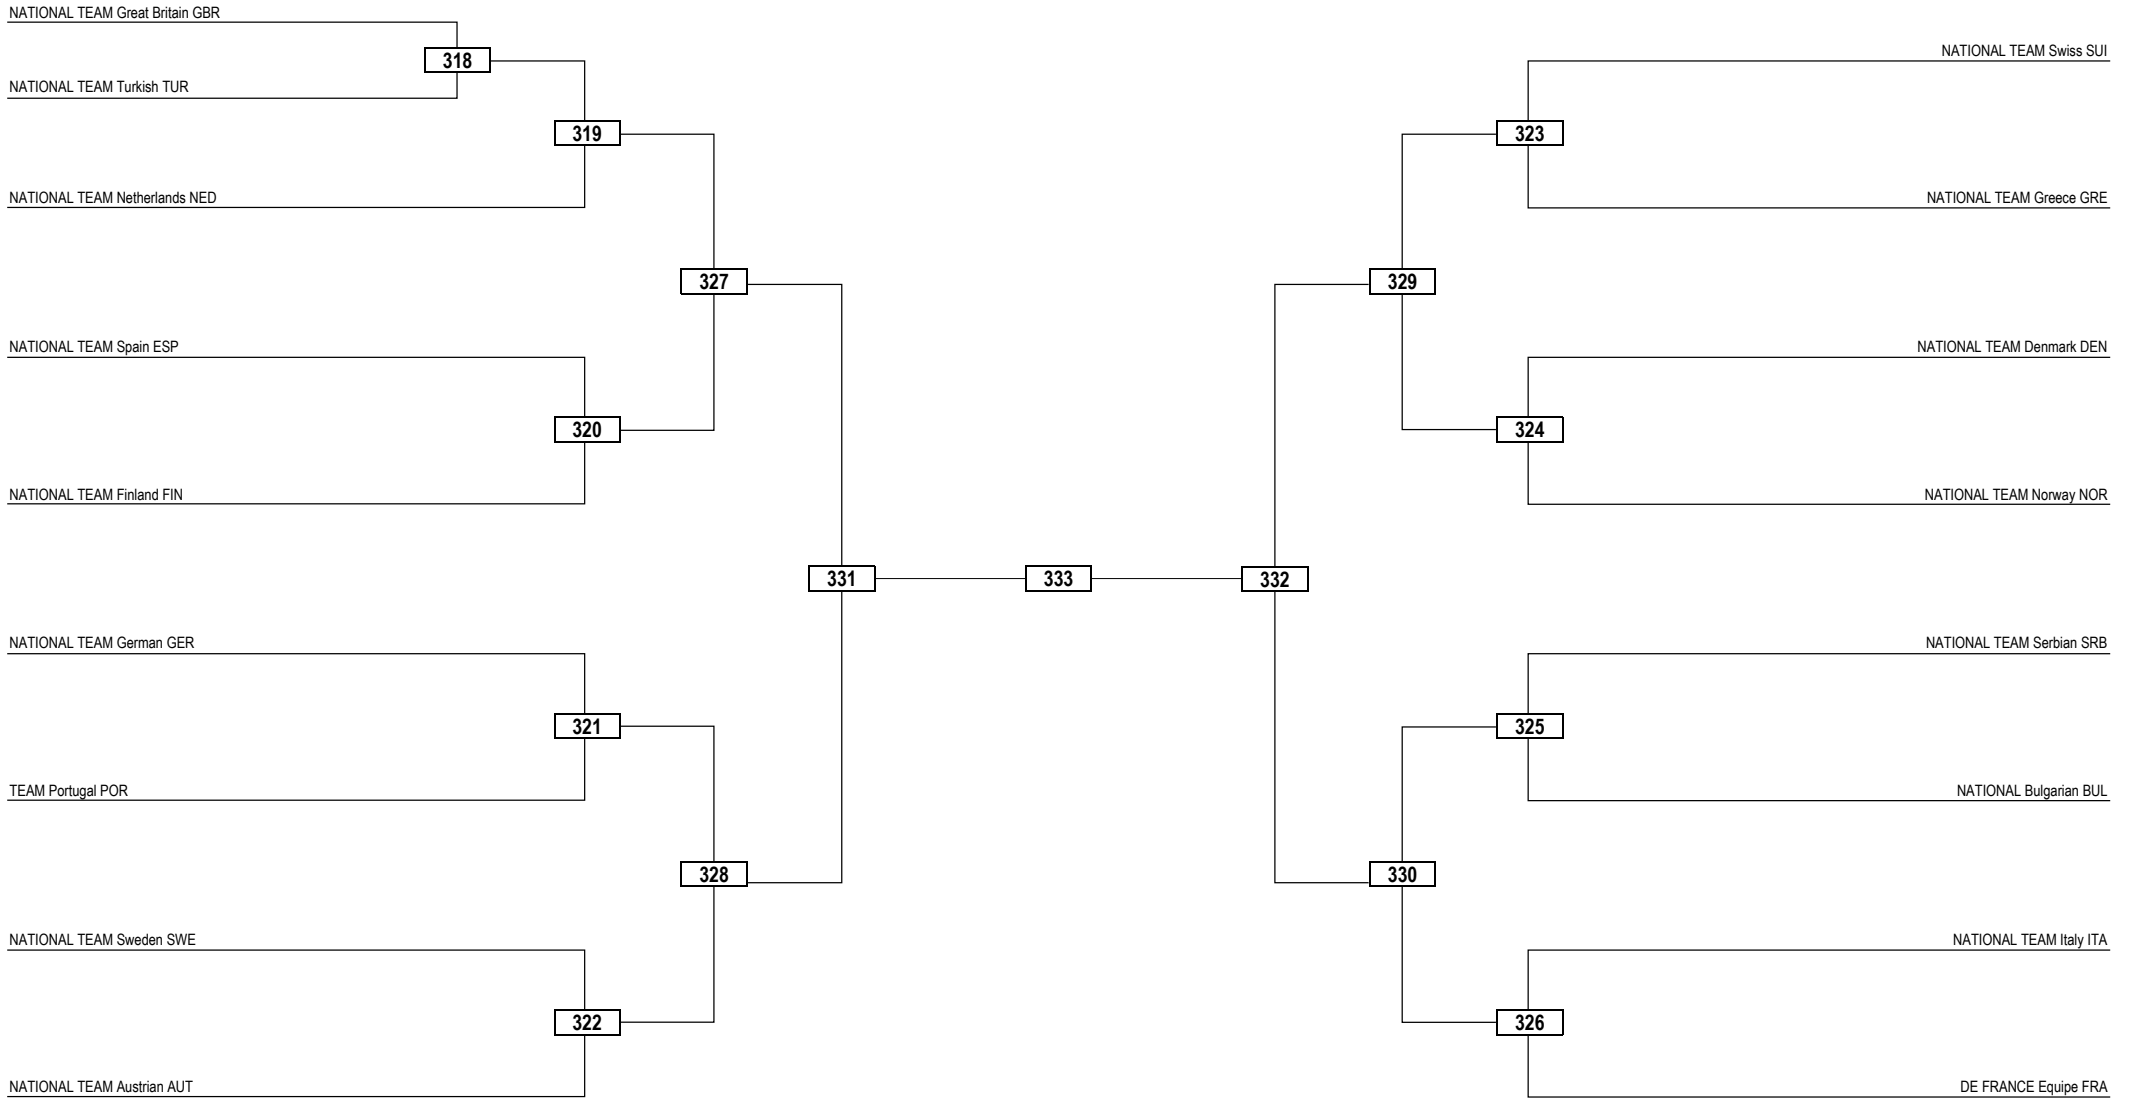 NATIONAL TEAM Great Britain GBR
318
NATIONAL TEAM Swiss SUI
NATIONAL TEAM Turkish TUR
319
323
NATIONAL TEAM Netherlands NED
NATIONAL TEAM Greece GRE
327
329
NATIONAL TEAM Spain ESP
NATIONAL TEAM Denmark DEN
320
324
NATIONAL TEAM Finland FIN
NATIONAL TEAM Norway NOR
331
333
332
NATIONAL TEAM German GER
NATIONAL TEAM Serbian SRB
321
325
TEAM Portugal POR
NATIONAL Bulgarian BUL
328
330
NATIONAL TEAM Sweden SWE
NATIONAL TEAM Italy ITA
322
326
NATIONAL TEAM Austrian AUT
DE FRANCE Equipe FRA